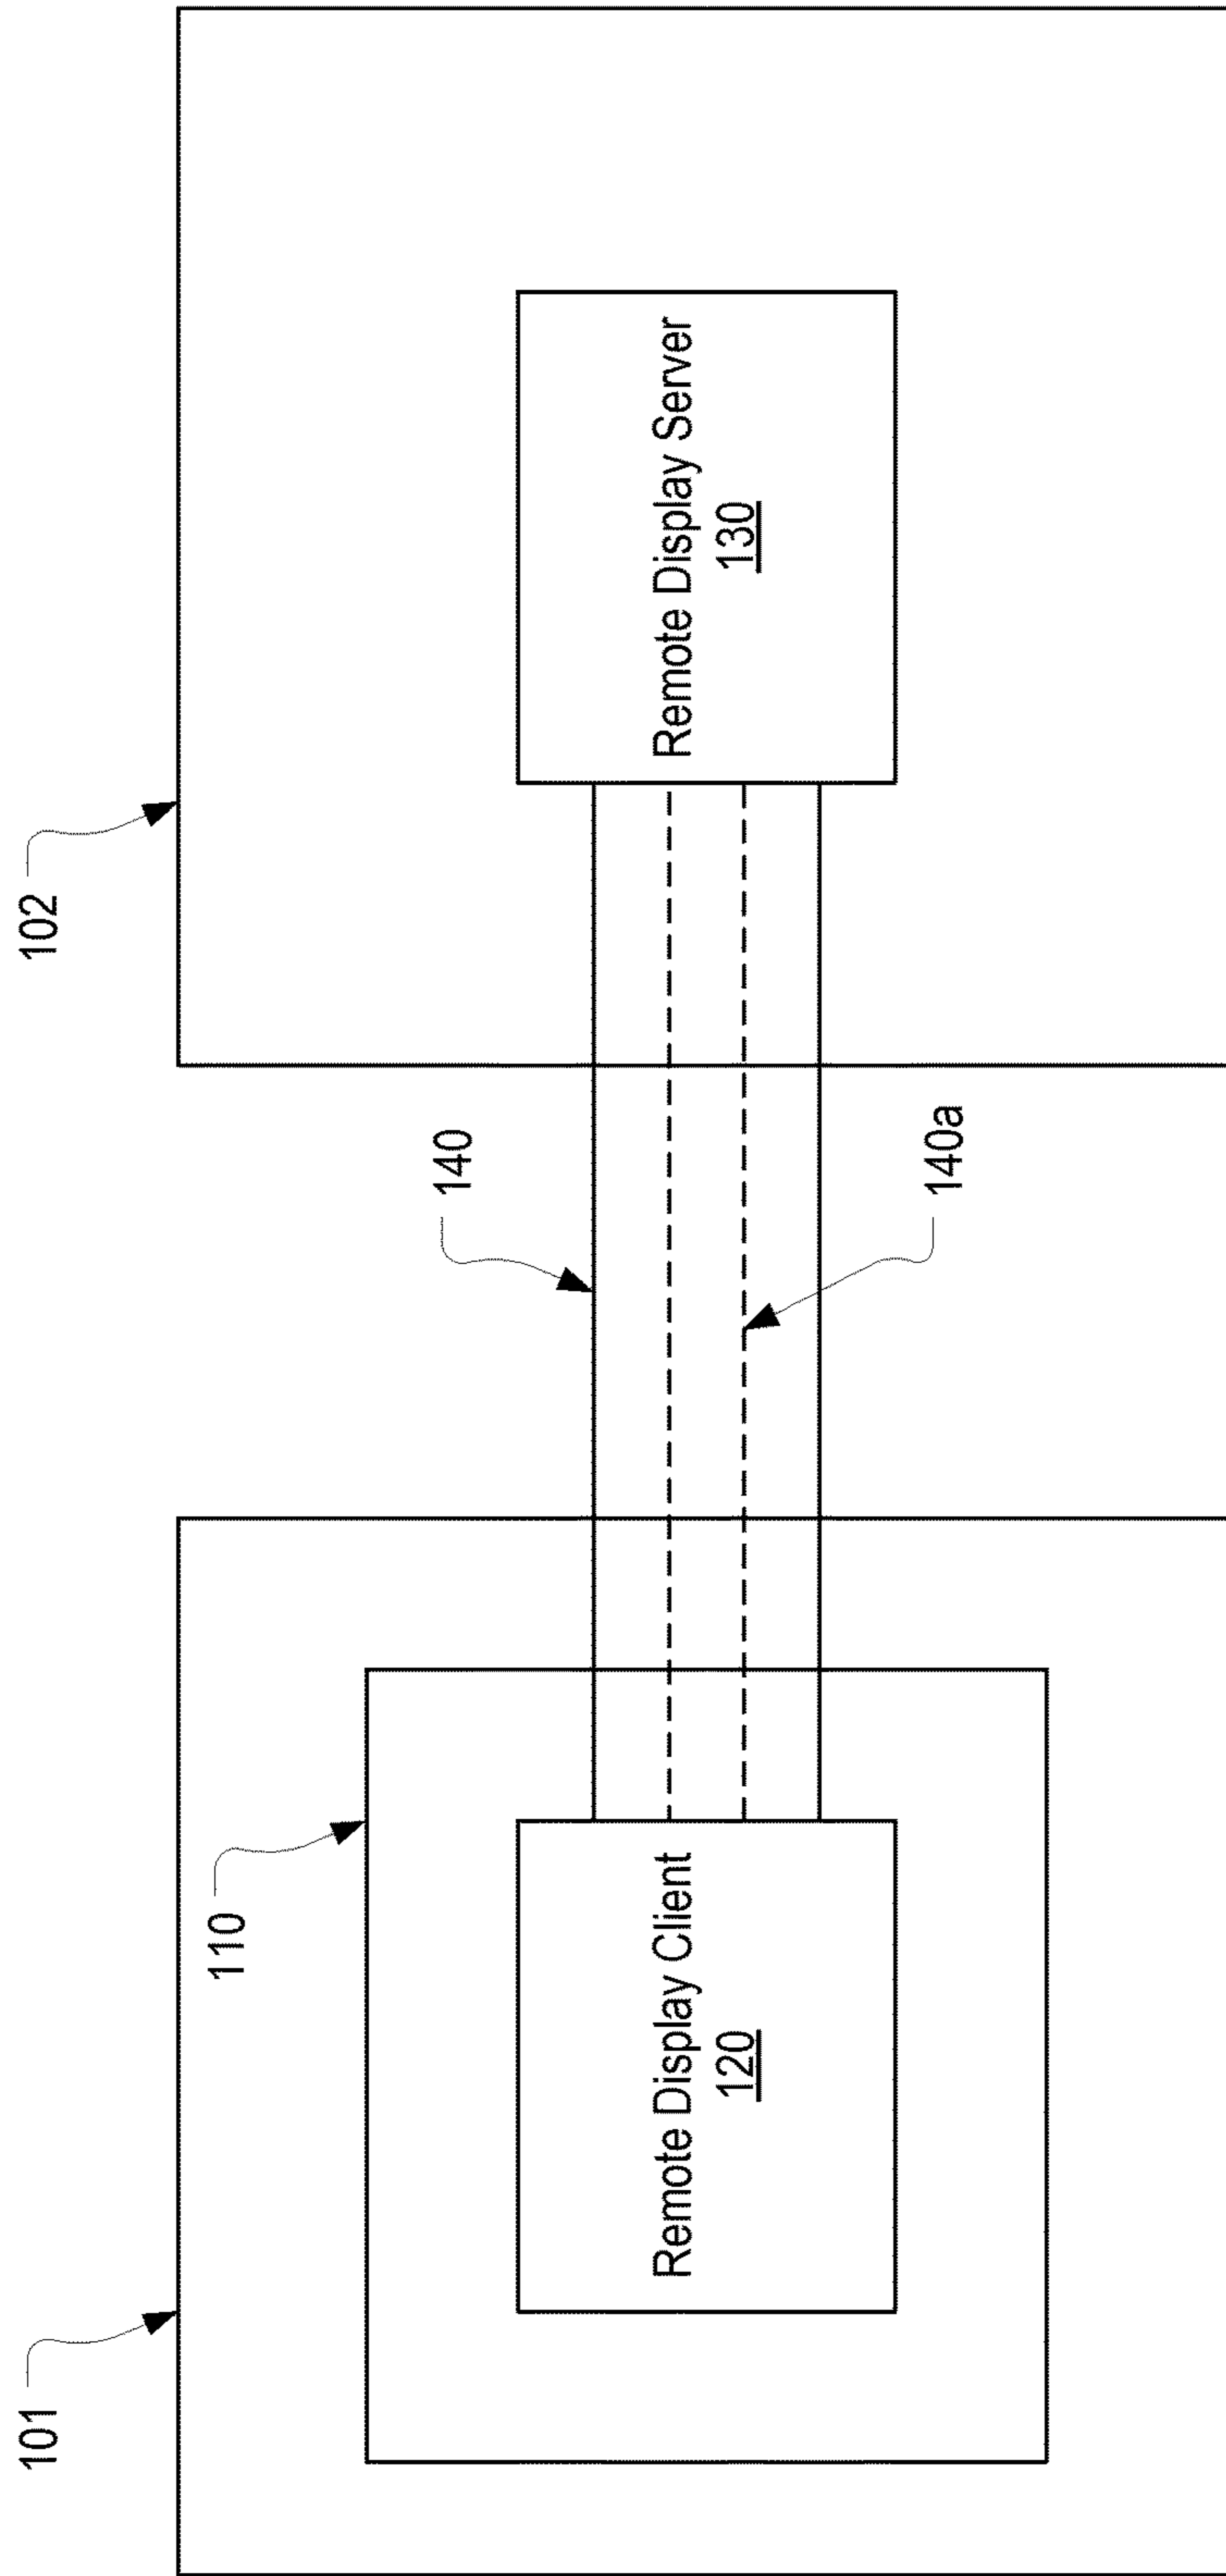 101
102
110
140
Remote Display Client
120
Remote Display Server
130
140a